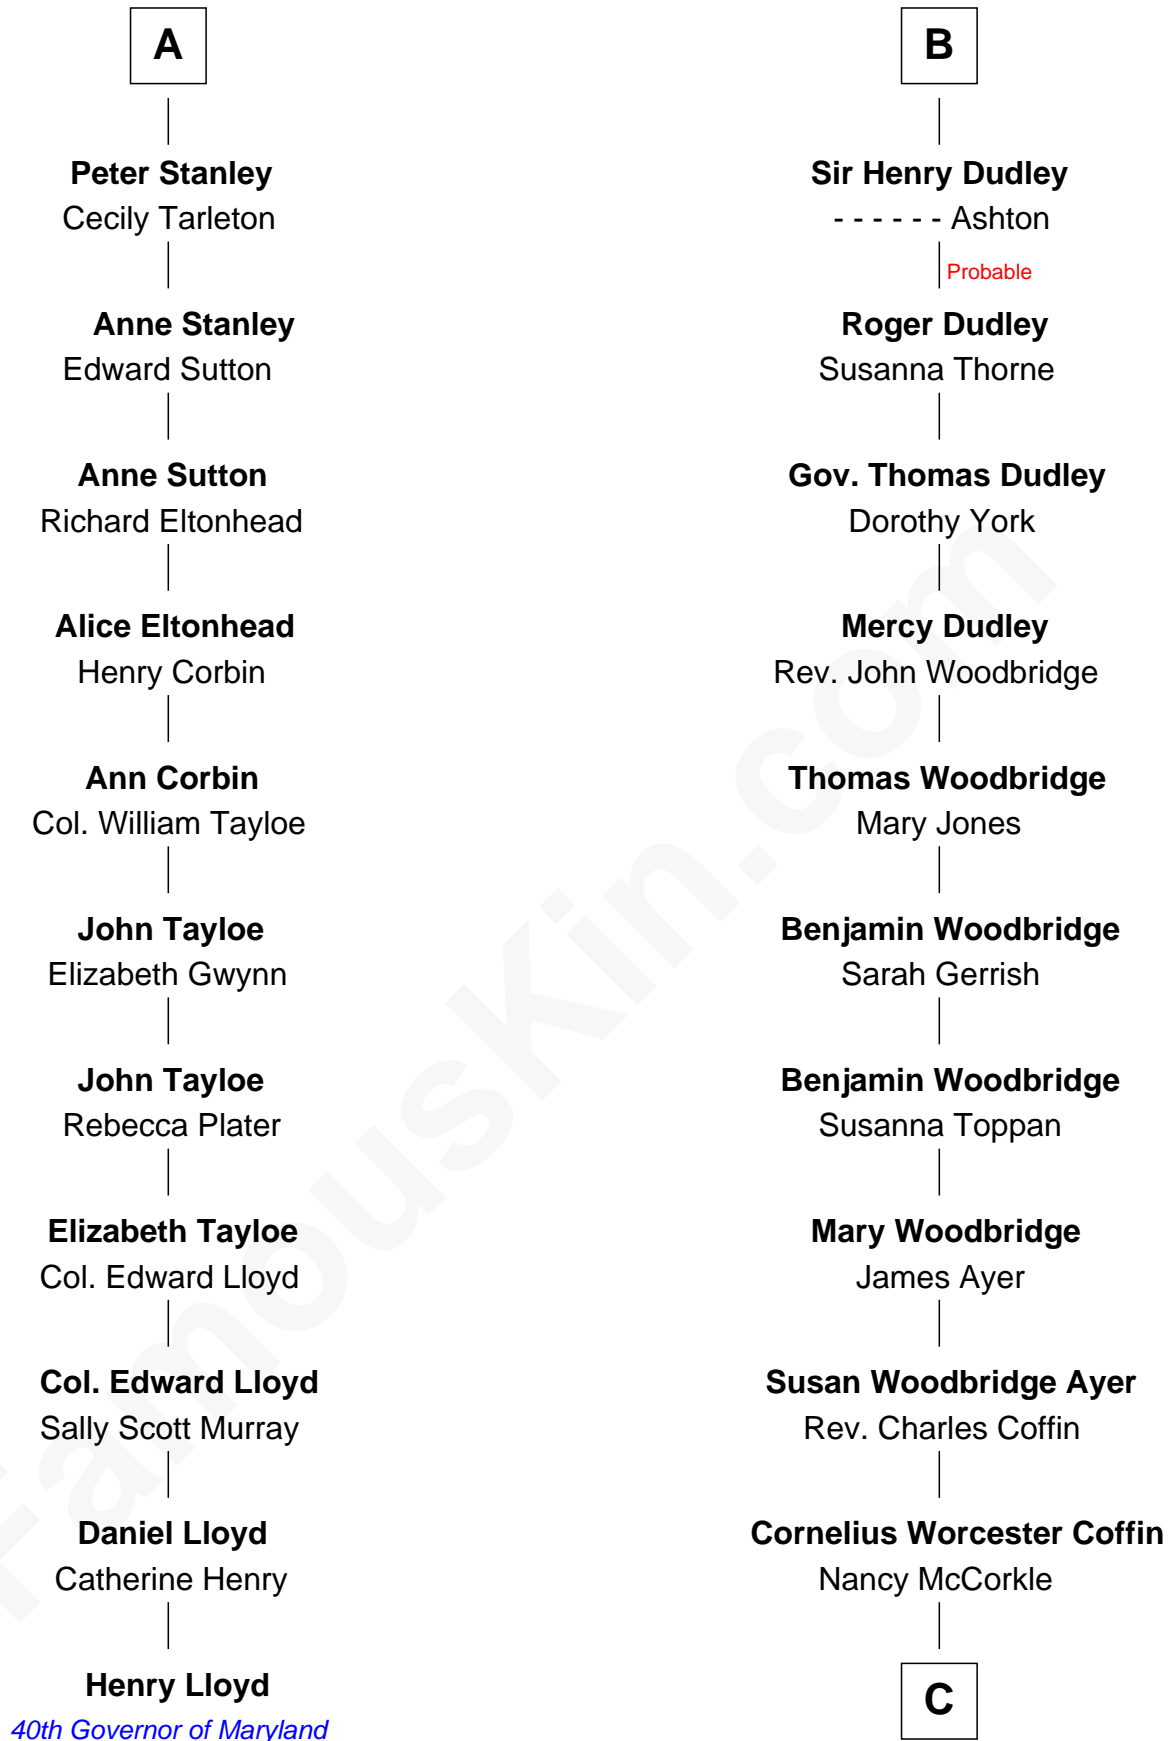 A
Peter Stanley
Cecily Tarleton
Anne Stanley
Edward Sutton
Anne Sutton
Richard Eltonhead
Alice Eltonhead
Henry Corbin
Ann Corbin
Col. William Tayloe
John Tayloe
Elizabeth Gwynn
John Tayloe
Rebecca Plater
Elizabeth Tayloe
Col. Edward Lloyd
Col. Edward Lloyd
Sally Scott Murray
Daniel Lloyd
Catherine Henry
Henry Lloyd
40th Governor of Maryland
B
Sir Henry Dudley
- - - - - - Ashton
Probable
Roger Dudley
Susanna Thorne
Gov. Thomas Dudley
Dorothy York
Mercy Dudley
Rev. John Woodbridge
Thomas Woodbridge
Mary Jones
Benjamin Woodbridge
Sarah Gerrish
Benjamin Woodbridge
Susanna Toppan
Mary Woodbridge
James Ayer
Susan Woodbridge Ayer
Rev. Charles Coffin
Cornelius Worcester Coffin
Nancy McCorkle
C
FamousKin.com